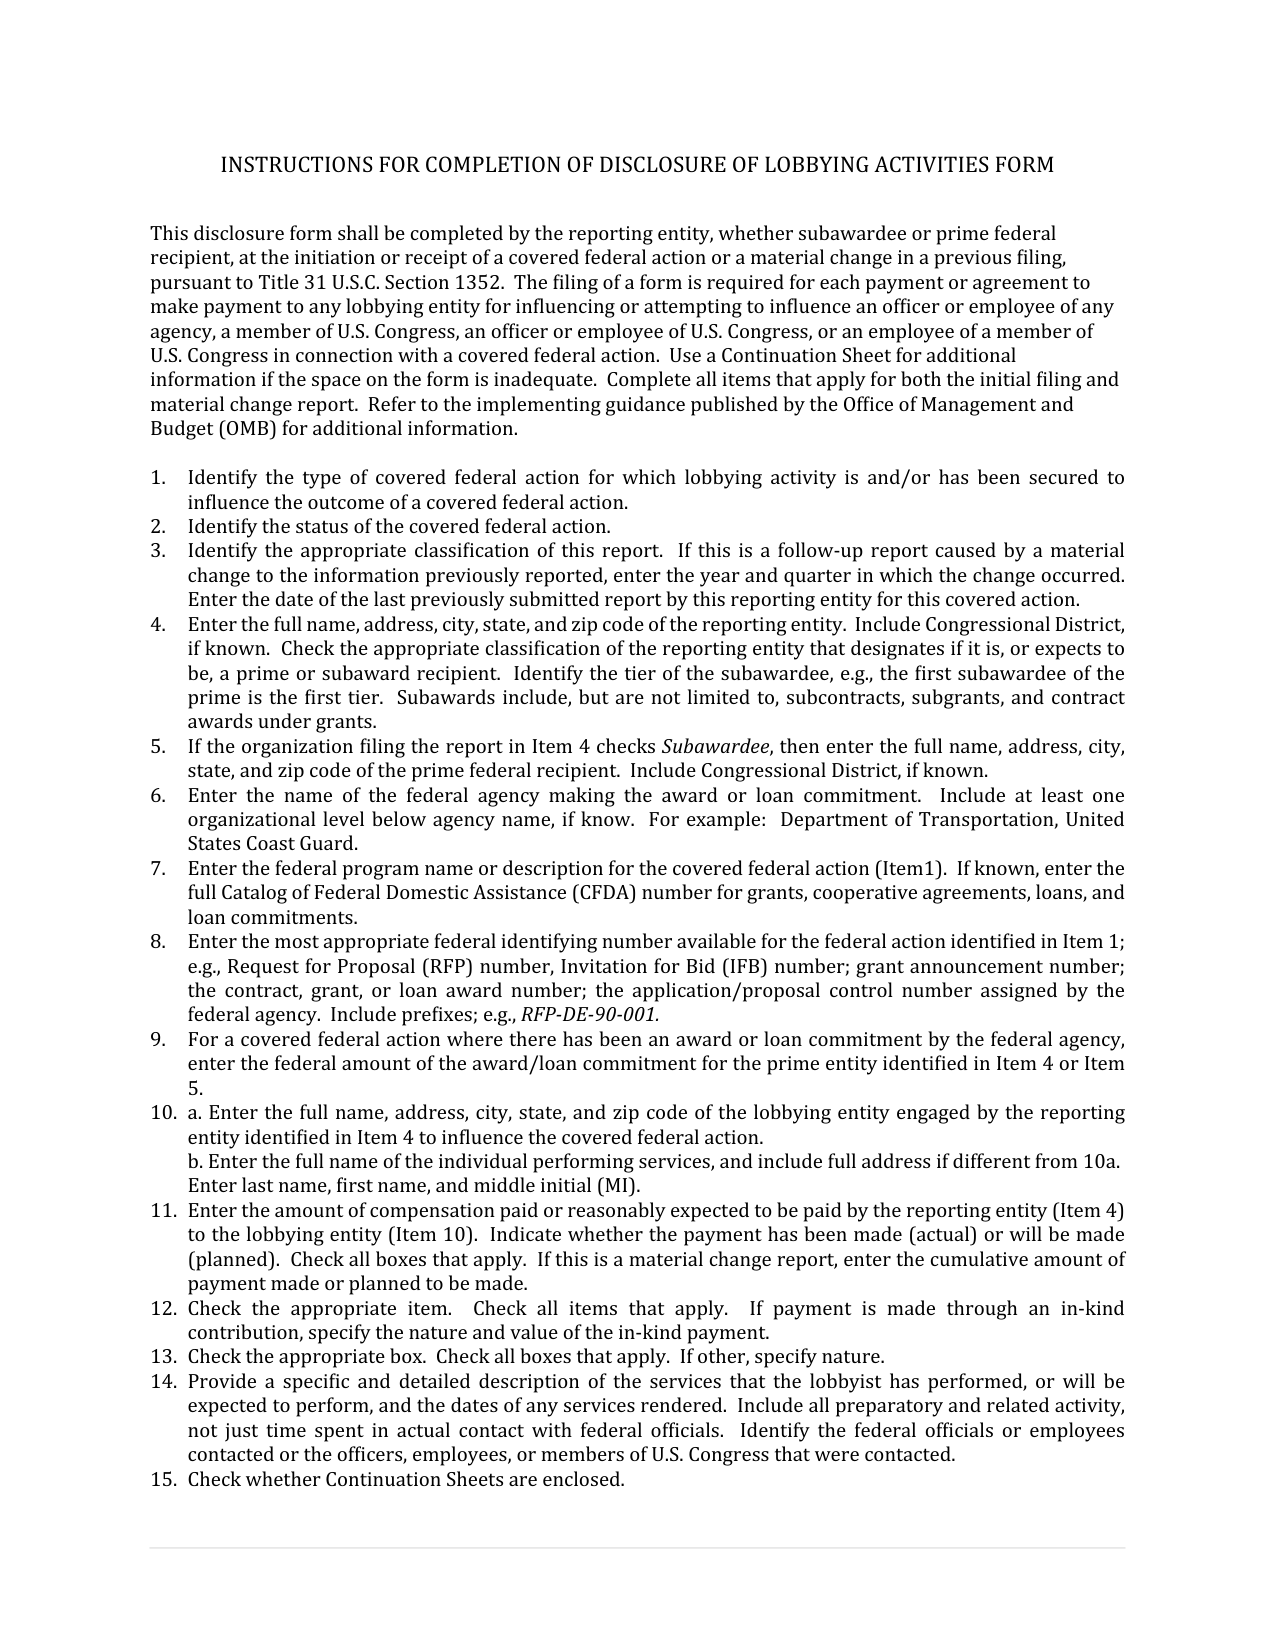 INSTRUCTIONS FOR COMPLETION OF DISCLOSURE OF LOBBYING ACTIVITIES FORM
This disclosure form shall be completed by the reporting entity, whether subawardee or prime federal
recipient, at the initiation or receipt of a covered federal action or a material change in a previous filing,
pursuant to Title 31 U.S.C. Section 1352. The filing of a form is required for each payment or agreement to
make payment to any lobbying entity for influencing or attempting to influence an officer or employee of any
agency, a member of U.S. Congress, an officer or employee of U.S. Congress, or an employee of a member of
U.S. Congress in connection with a covered federal action. Use a Continuation Sheet for additional
information if the space on the form is inadequate. Complete all items that apply for both the initial filing and
material change report. Refer to the implementing guidance published by the Office of Management and
Budget (OMB) for additional information.
1. Identify the type of covered federal action for which lobbying activity is and/or has been secured to
influence the outcome of a covered federal action.
2. Identify the status of the covered federal action.
3. Identify the appropriate classification of this report. If this is a follow-up report caused by a material
change to the information previously reported, enter the year and quarter in which the change occurred.
Enter the date of the last previously submitted report by this reporting entity for this covered action.
4. Enter the full name, address, city, state, and zip code of the reporting entity. Include Congressional District,
if known. Check the appropriate classification of the reporting entity that designates if it is, or expects to
be, a prime or subaward recipient. Identify the tier of the subawardee, e.g., the first subawardee of the
prime is the first tier. Subawards include, but are not limited to, subcontracts, subgrants, and contract
awards under grants.
5. If the organization filing the report in Item 4 checks Subawardee, then enter the full name, address, city,
state, and zip code of the prime federal recipient. Include Congressional District, if known.
6. Enter the name of the federal agency making the award or loan commitment. Include at least one
organizational level below agency name, if know. For example: Department of Transportation, United
States Coast Guard.
7. Enter the federal program name or description for the covered federal action (Item1). If known, enter the
full Catalog of Federal Domestic Assistance (CFDA) number for grants, cooperative agreements, loans, and
loan commitments.
8. Enter the most appropriate federal identifying number available for the federal action identified in Item 1;
e.g., Request for Proposal (RFP) number, Invitation for Bid (IFB) number; grant announcement number;
the contract, grant, or loan award number; the application/proposal control number assigned by the
federal agency. Include prefixes; e.g., RFP-DE-90-001.
9. For a covered federal action where there has been an award or loan commitment by the federal agency,
enter the federal amount of the award/loan commitment for the prime entity identified in Item 4 or Item
5.
10. a. Enter the full name, address, city, state, and zip code of the lobbying entity engaged by the reporting
entity identified in Item 4 to influence the covered federal action.
b. Enter the full name of the individual performing services, and include full address if different from 10a.
Enter last name, first name, and middle initial (MI).
11. Enter the amount of compensation paid or reasonably expected to be paid by the reporting entity (Item 4)
to the lobbying entity (Item 10). Indicate whether the payment has been made (actual) or will be made
(planned). Check all boxes that apply. If this is a material change report, enter the cumulative amount of
payment made or planned to be made.
12. Check the appropriate item. Check all items that apply. If payment is made through an in-kind
contribution, specify the nature and value of the in-kind payment.
13. Check the appropriate box. Check all boxes that apply. If other, specify nature.
14. Provide a specific and detailed description of the services that the lobbyist has performed, or will be
expected to perform, and the dates of any services rendered. Include all preparatory and related activity,
not just time spent in actual contact with federal officials. Identify the federal officials or employees
contacted or the officers, employees, or members of U.S. Congress that were contacted.
15. Check whether Continuation Sheets are enclosed.